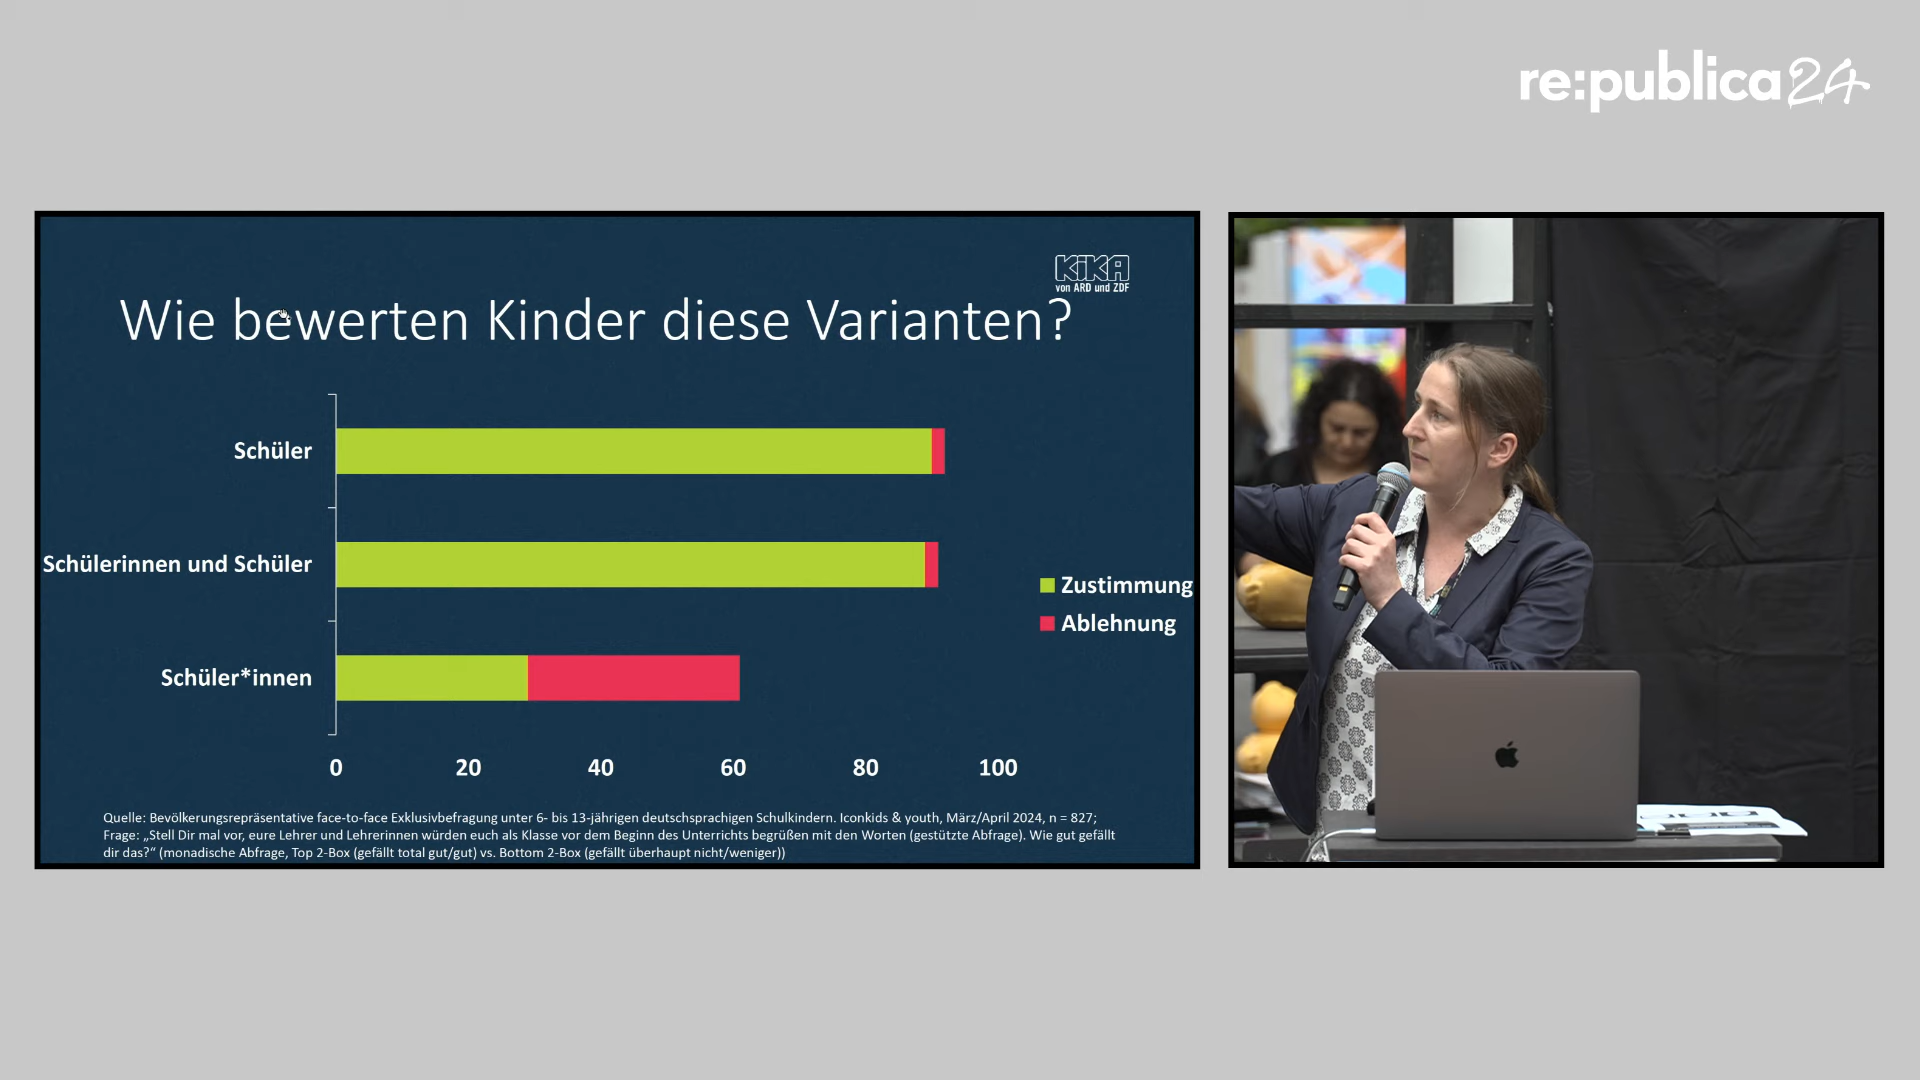 re:publica 24
KiKA
von ARD und ZDF
Wie bewerten Kinder diese Varianten?
Schüler
Schülerinnen und Schüler
Schüler*innen
Zustimmung
Ablehnung
0 20 40 60 80 100
Quelle: Bevölkerungsrepräsentative face-to-face Exklusivbefragung unter 6- bis 13-jährigen deutschsprachigen Schulkindern. Iconkids & youth, März/April 2024, n = 827;
Frage: „Stell Dir mal vor, eure Lehrer und Lehrerinnen würden euch als Klasse vor dem Beginn des Unterrichts begrüßen mit den Worten (gestützte Abfrage). Wie gut gefällt
dir das?“ (monadische Abfrage, Top 2-Box (gefällt total gut/gut) vs. Bottom 2-Box (gefällt überhaupt nicht/weniger))